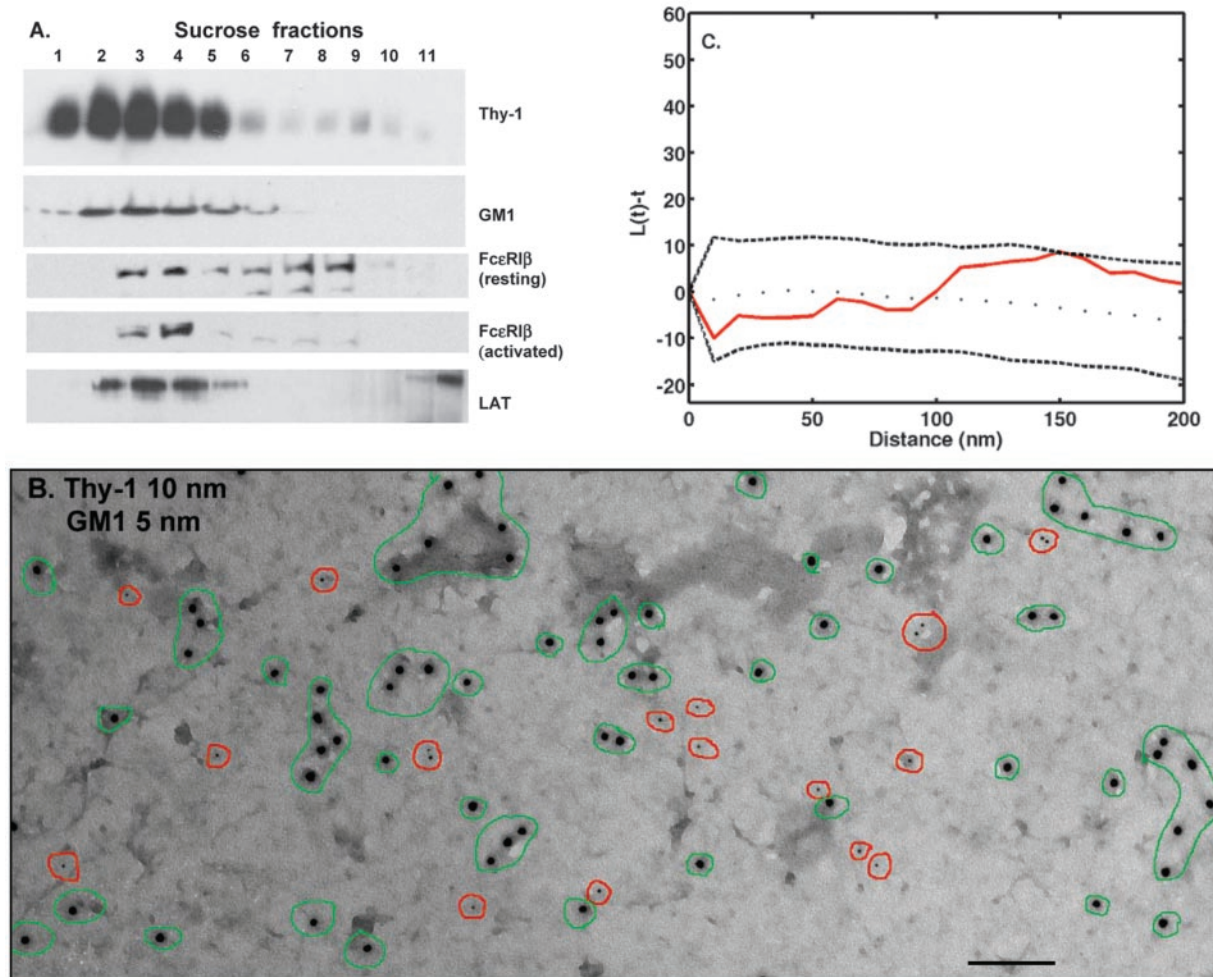 A.
Sucrose fractions
1 2 3 4 5 6 7 8 9 10 11
Thy-1
GM1
FcεRIβ
(resting)
FcεRIβ
(activated)
LAT
C.
L(t)-t
60
50
40
30
20
10
0
-10
-20
0 50 100 150 200
Distance (nm)
B. Thy-1 10 nm
GM1 5 nm